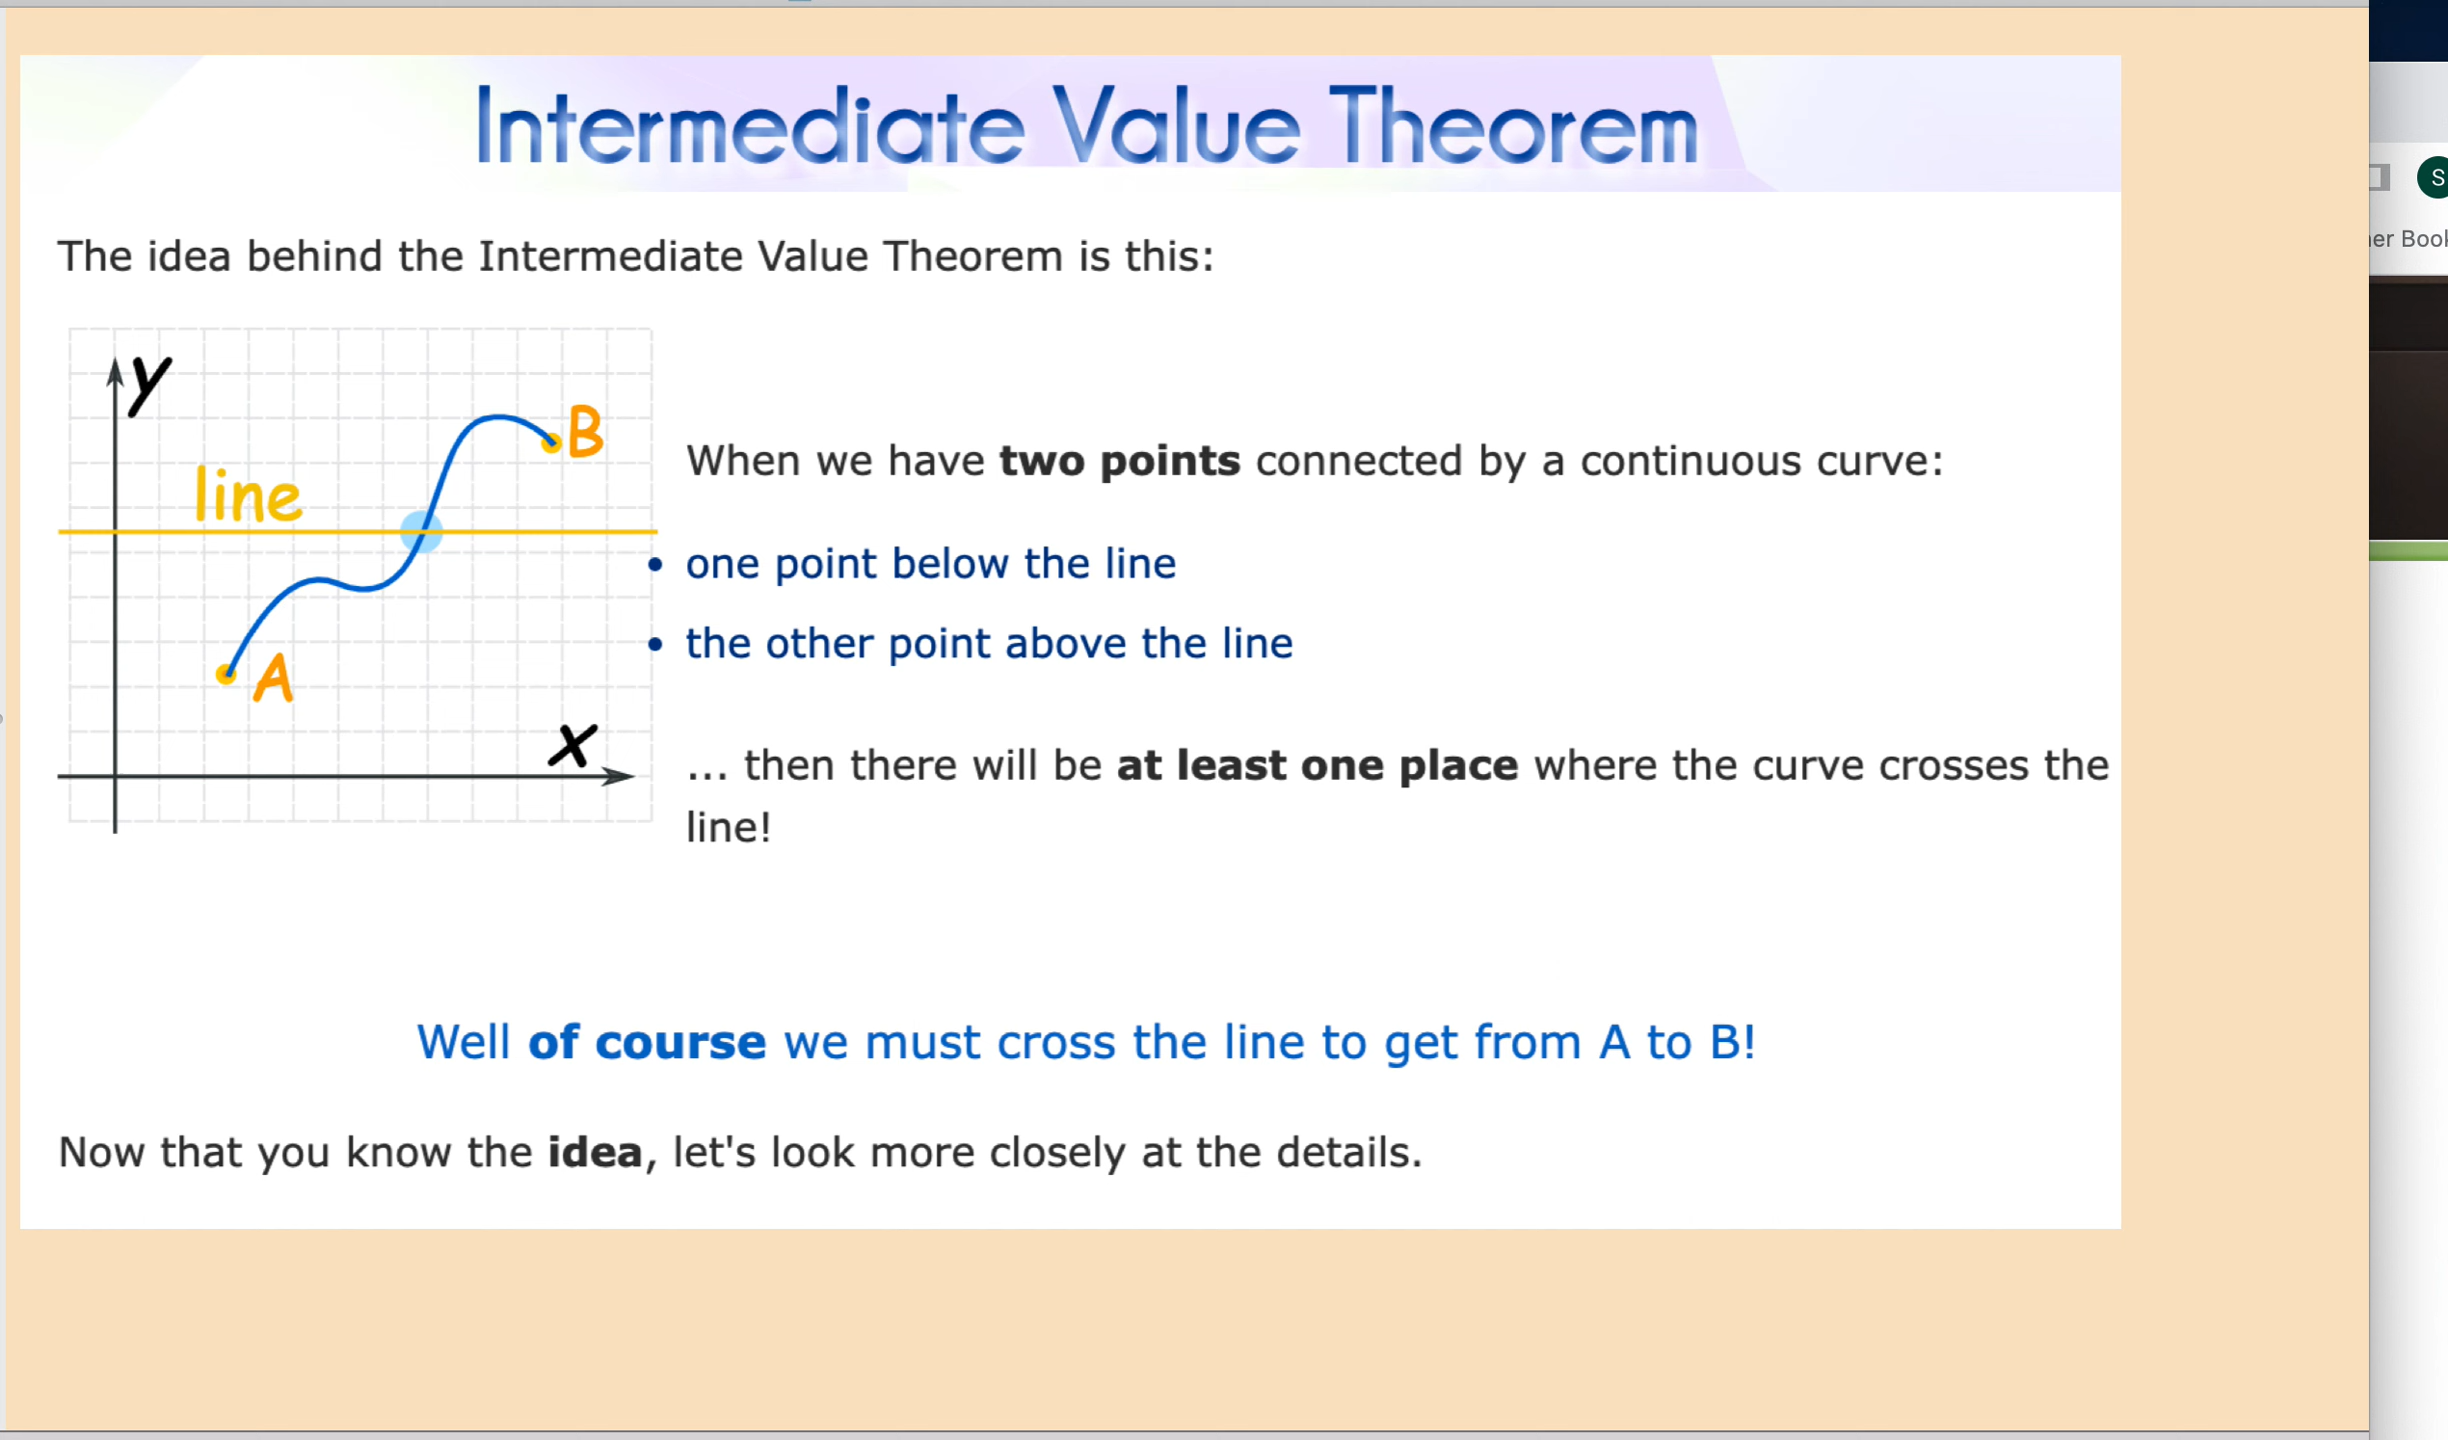 Intermediate Value Theorem
The idea behind the Intermediate Value Theorem is this:
y
B
line
A
x
When we have two points connected by a continuous curve:
• one point below the line
• the other point above the line
... then there will be at least one place where the curve crosses the
line!
Well of course we must cross the line to get from A to B!
Now that you know the idea, let's look more closely at the details.
S